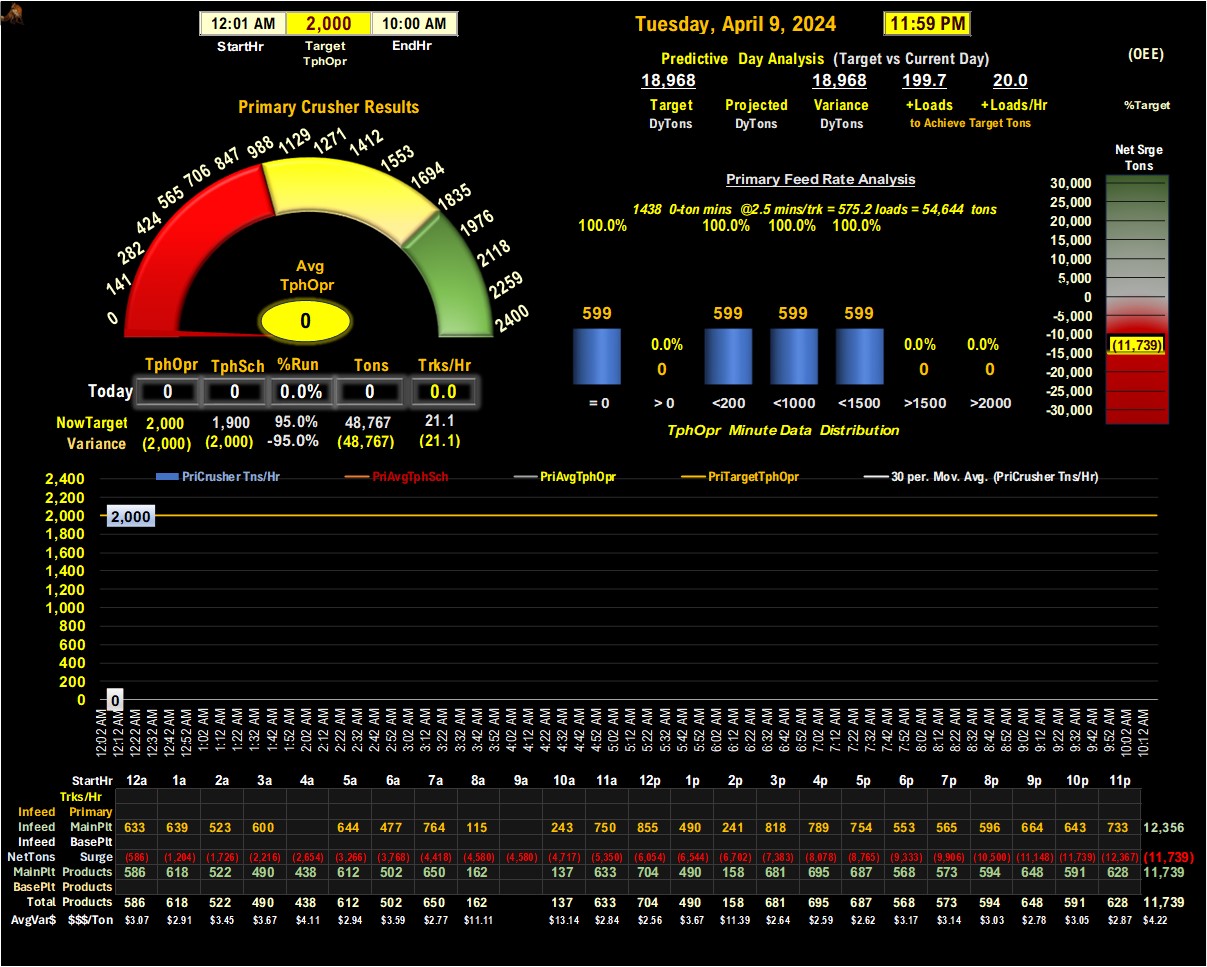 12:01 AM 2,000 10:00 AM
StartHr Target EndHr
TphOpr
Tuesday, April 9, 2024 11:59 PM
Predictive Day Analysis (Target vs Current Day)
18,968 18,968 199.7 20.0
Target Projected Variance +Loads +Loads/Hr
DyTons DyTons DyTons to Achieve Target Tons
(OEE)
%Target
Primary Crusher Results
0 141 282 424 565 706 847 988 1129 1271 1412 1553 1694 1835 1976 2118 2259 2400
Avg
TphOpr
0
TphOpr TphSch %Run Tons Trks/Hr
Today 0 0 0.0% 0 0.0
NowTarget 2,000 1,900 95.0% 48,767 21.1
Variance (2,000) (2,000) -95.0% (48,767) (21.1)
Primary Feed Rate Analysis
1438 0-ton mins @2.5 mins/trk = 575.2 loads = 54,644 tons
100.0% 100.0% 100.0% 100.0%
599 599 599 599
0.0% 0.0% 0.0%
0 0 0
= 0 > 0 <200 <1000 <1500 >1500 >2000
TphOpr Minute Data Distribution
Net Srge
Tons
30,000
25,000
20,000
15,000
10,000
5,000
0
-5,000
-10,000
(11,739)
-15,000
-20,000
-25,000
-30,000
PriCrusher Tns/Hr PriAvgTphSch PriAvgTphOpr PriTargetTphOpr 30 per. Mov. Avg. (PriCrusher Tns/Hr)
2,400
2,200
2,000 2,000
1,800
1,600
1,400
1,200
1,000
800
600
400
200
0 0
12:02 AM 12:12 AM 12:22 AM 12:32 AM 12:42 AM 12:52 AM 1:02 AM 1:12 AM 1:22 AM 1:32 AM 1:42 AM 1:52 AM 2:02 AM 2:12 AM 2:22 AM 2:32 AM 2:42 AM 2:52 AM 3:02 AM 3:12 AM 3:22 AM 3:32 AM 3:42 AM 3:52 AM 4:02 AM 4:12 AM 4:22 AM 4:32 AM 4:42 AM 4:52 AM 5:02 AM 5:12 AM 5:22 AM 5:32 AM 5:42 AM 5:52 AM 6:02 AM 6:12 AM 6:22 AM 6:32 AM 6:42 AM 6:52 AM 7:02 AM 7:12 AM 7:22 AM 7:32 AM 7:42 AM 7:52 AM 8:02 AM 8:12 AM 8:22 AM 8:32 AM 8:42 AM 8:52 AM 9:02 AM 9:12 AM 9:22 AM 9:32 AM 9:42 AM 9:52 AM 10:02 AM 10:12 AM
StartHr 12a 1a 2a 3a 4a 5a 6a 7a 8a 9a 10a 11a 12p 1p 2p 3p 4p 5p 6p 7p 8p 9p 10p 11p
Trks/Hr
Infeed Primary
Infeed MainPlt 633 639 523 600 644 477 764 115 243 750 855 490 241 818 789 754 553 565 596 664 643 733 12,356
Infeed BasePlt
NetTons Surge (586) (1,204) (1,726) (2,216) (2,654) (3,266) (3,768) (4,418) (4,580) (4,580) (4,717) (5,350) (6,054) (6,544) (6,702) (7,383) (8,078) (8,765) (9,333) (9,906) (10,500) (11,148) (11,739) (12,367) (11,739)
MainPlt Products 586 618 522 490 438 612 502 650 162 137 633 704 490 158 681 695 687 568 573 594 648 591 628 11,739
BasePlt Products
Total Products 586 618 522 490 438 612 502 650 162 137 633 704 490 158 681 695 687 568 573 594 648 591 628 11,739
AvgVar$ $$$/Ton $3.07 $2.91 $3.45 $3.67 $4.11 $2.94 $3.59 $2.77 $11.11 $13.14 $2.84 $2.56 $3.67 $11.39 $2.64 $2.59 $2.62 $3.17 $3.14 $3.03 $2.78 $3.05 $2.87 $4.22